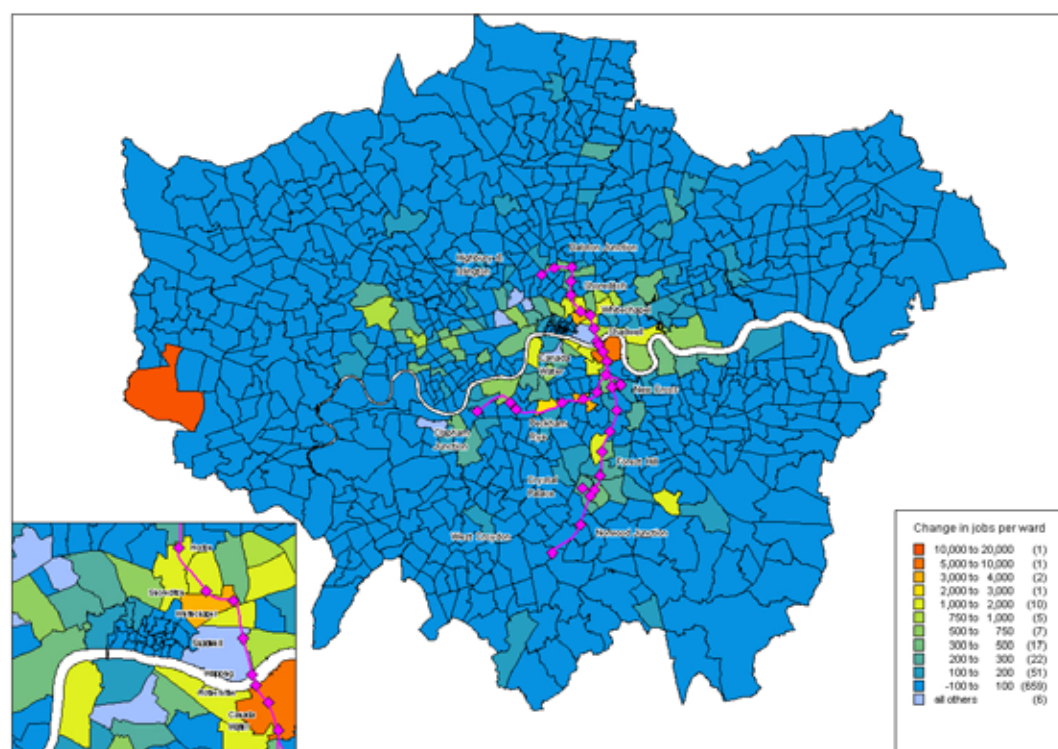 Dalston Junction
Highbury &
Islington
Shoreditch
Whitechapel
Shadwell
Canada
Water
New Cross
Clapham
Junction
Peckham
Rye
Forest Hill
Crystal
Palace
West Croydon
Norwood Junction
Hoxton
Shoreditch
Whitechapel
Shadwell
Wapping
Rotherhithe
Canada
Water
Change in jobs per ward
10,000 to 20,000 (1)
5,000 to 10,000 (1)
3,000 to 4,000 (2)
2,000 to 3,000 (1)
1,000 to 2,000 (10)
750 to 1,000 (5)
500 to 750 (7)
300 to 500 (17)
200 to 300 (22)
100 to 200 (51)
-100 to 100 (659)
all others (6)